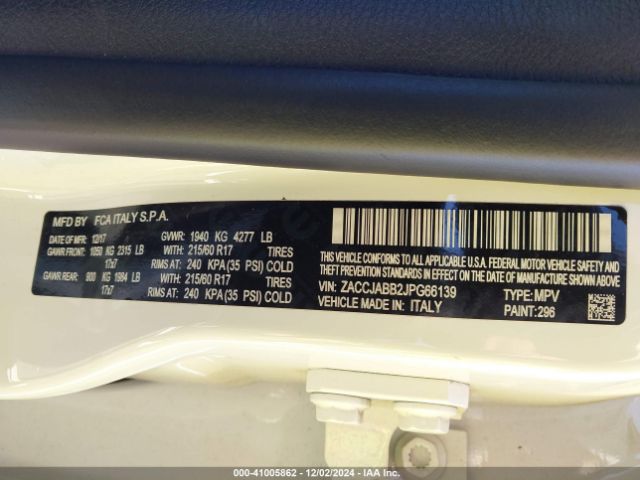 MFD BY FCA ITALY S.P.A.
DATE OF MFR: 12/17 GVWR: 1940 KG 4277 LB
GAWR FRONT: 1050 KG 2315 LB WITH: 215/60 R17 TIRES
17x7 RIMS AT: 240 KPA(35 PSI) COLD
GAWR REAR: 900 KG 1984 LB WITH: 215/60 R17 TIRES
17x7 RIMS AT: 240 KPA(35 PSI) COLD
THIS VEHICLE CONFORMS TO ALL APPLICABLE U.S.A. FEDERAL MOTOR VEHICLE SAFETY AND
THEFT PREVENTION STANDARDS IN EFFECT ON THE DATE OF MANUFACTURE SHOWN ABOVE.
VIN: ZACCJABB2JPG66139 TYPE: MPV
VEHICLE MADE IN: ITALY PAINT: 296
000-41005862 - 12/02/2024 - IAA Inc.